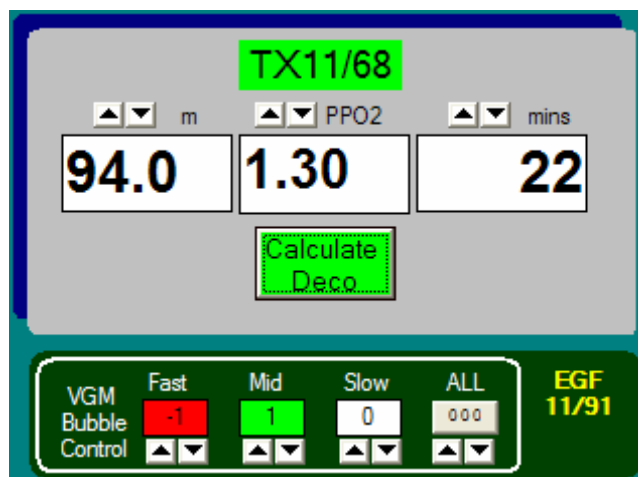 TX11/68
m
PPO2
mins
94.0
1.30
22
Calculate
Deco
VGM
Bubble
Control
Fast
Mid
Slow
ALL
-1
1
0
000
EGF
11/91